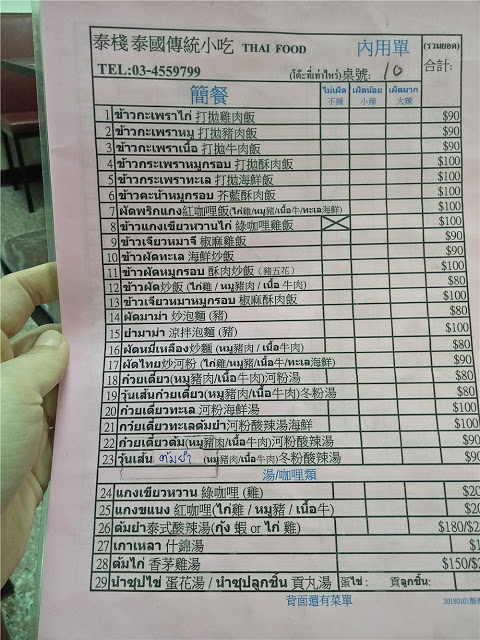 泰棧 泰國傳統小吃 THAI FOOD 內用單 (รวมยอด)
TEL:03-4559799 (โต๊ะที่เท่าไหร่)桌號: 10 合計:
簡餐 ไม่เผ็ด 不辣 เผ็ดน้อย 小辣 เผ็ดมาก 大辣
1 ข้าวกะเพราไก่ 打拋雞肉飯 $90
2 ข้าวกะเพราหมู 打拋豬肉飯 $90
3 ข้าวกะเพราเนื้อ 打拋牛肉飯 $90
4 ข้าวกระเพราหมูกรอบ 打拋酥肉飯 $100
5 ข้าวกระเพราทะเล 打拋海鮮飯 $100
6 ข้าวคะน้าหมูกรอบ 芥藍酥肉飯 $100
7 ผัดพริกแกง紅咖哩飯(ไก่雞/หมู豬/เนื้อ牛/ทะเล海鮮) $100
8 ข้าวแกงเขียวหวานไก่ 綠咖哩雞飯 $100
9 ข้าวเจียวหมาจี 椒麻雞飯 $90
10 ข้าวผัดทะเล 海鮮炒飯 $90
11 ข้าวผัดหมูกรอบ 酥肉炒飯 (豬五花) $100
12 ข้าวผัด炒飯 (ไก่雞 / หมู豬肉 / เนื้อ 牛肉) $80
13 ข้าวเจียวหมาหมูกรอบ 椒麻酥肉飯 $100
14 ผัดมาม่า 炒泡麵 (豬) $80
15 ยำมาม่า 涼拌泡麵 (豬) $100
16 ผัดหมี่เหลือง炒麵 (หมู豬肉 / เนื้อ牛肉) $80
17 ผัดไทย炒河粉 (ไก่雞/หมู豬/เนื้อ牛/ทะเล海鮮) $90
18 ก๋วยเตี๋ยว(หมู豬肉/เนื้อ牛肉)河粉湯 $80
19 วุ้นเส้นก๋วยเตี๋ยว(หมู豬肉/เนื้อ牛肉)冬粉湯 $80
20 ก๋วยเตี๋ยวทะเล 河粉海鮮湯 $100
21 ก๋วยเตี๋ยวทะเลต้มยำ河粉酸辣湯海鮮 $100
22 ก๋วยเตี๋ยวต้ม(หมู豬肉/เนื้อ牛肉)河粉酸辣湯 $90
23 วุ้นเส้น ต้มยำ (หมู豬肉/เนื้อ牛肉)冬粉酸辣湯 $90
湯/咖哩類
24 แกงเขียวหวาน 綠咖哩 (雞) $20
25 แกงแขนง 紅咖哩(ไก่雞 / หมู豬 / เนื้อ牛) $20
26 ต้มยำ泰式酸辣湯(กุ้ง 蝦 or ไก่ 雞) $180/$2
27 เกาเหลา 什錦湯 $1
28 ต้มไก่ 香茅雞湯 $150/$2
29 น้ำซุปไข่ 蛋花湯 / น้ำซุปลูกชิ้น 貢丸湯 蛋ไข่: 貢ลูกชิ้น:
背面還有菜單 20180101